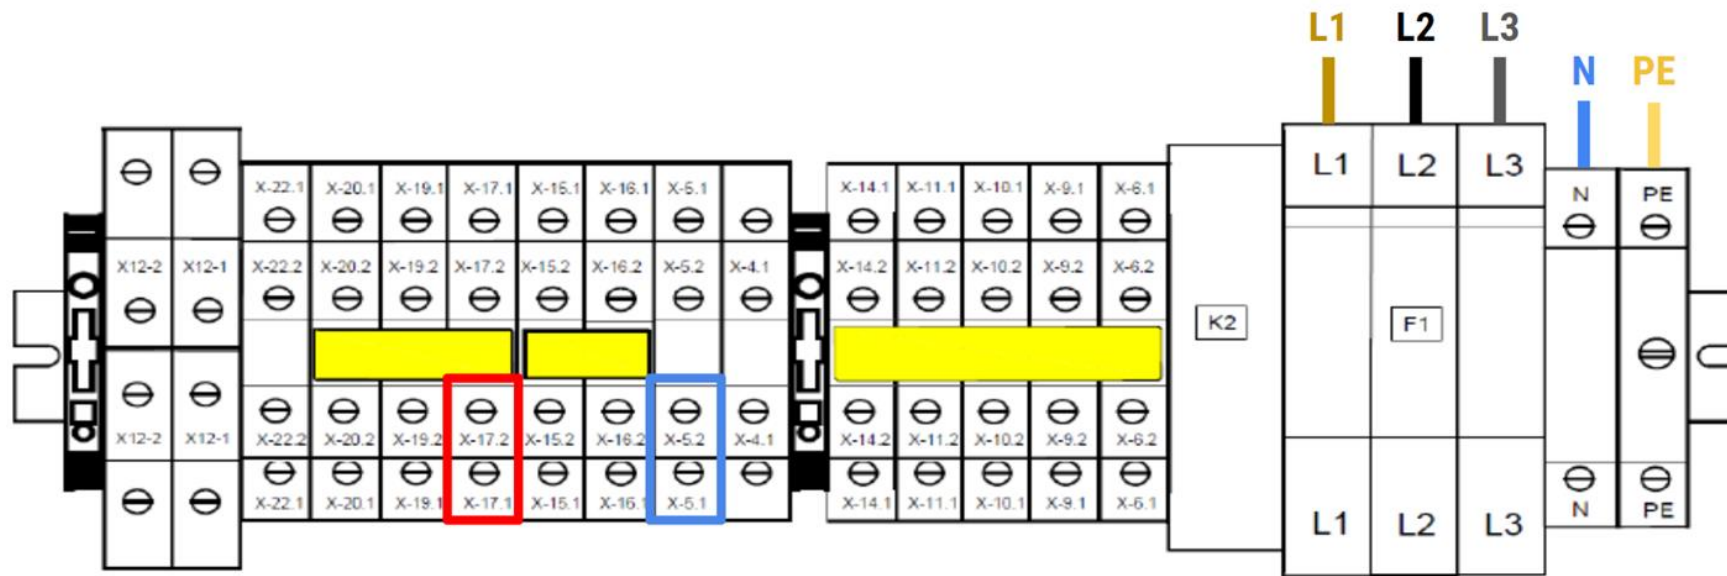 L1 L2 L3
N PE
L1 L2 L3
X-22.1 X-20.1 X-19.1 X-17.1 X-15.1 X-16.1 X-5.1 X-14.1 X-11.1 X-10.1 X-9.1 X-6.1 N PE
X12-2 X12-1 X-22.2 X-20.2 X-19.2 X-17.2 X-15.2 X-16.2 X-5.2 X-4.1 X-14.2 X-11.2 X-10.2 X-9.2 X-6.2
K2 F1
X12-2 X12-1 X-22.2 X-20.2 X-19.2 X-17.2 X-15.2 X-16.2 X-5.2 X-4.1 X-14.2 X-11.2 X-10.2 X-9.2 X-6.2
X-22.1 X-20.1 X-19.1 X-17.1 X-15.1 X-16.1 X-5.1 X-14.1 X-11.1 X-10.1 X-9.1 X-6.1 N PE
L1 L2 L3